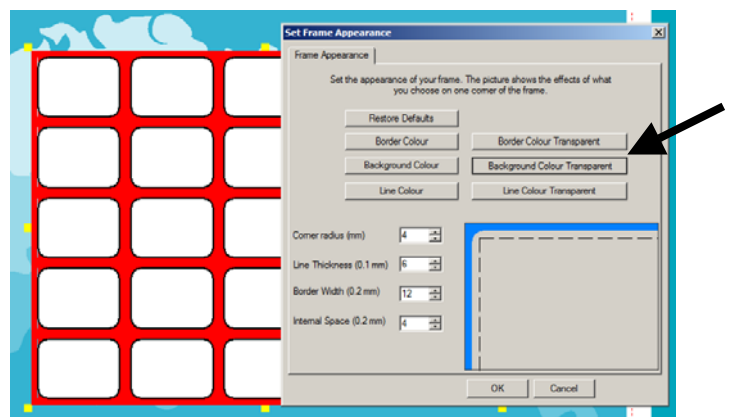 Set Frame Appearance
Frame Appearance
Set the appearance of your frame. The picture shows the effects of what
you choose on one corner of the frame.
Restore Defaults
Border Colour
Border Colour Transparent
Background Colour
Background Colour Transparent
Line Colour
Line Colour Transparent
Corner radius (mm)
4
Line Thickness (0.1 mm)
6
Border Width (0.2 mm)
12
Internal Space (0.2 mm)
4
OK
Cancel